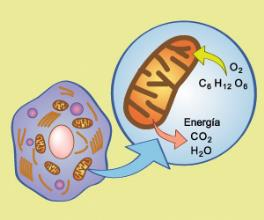 O₂
C₆ H₁₂ O₆
Energía
CO₂
H₂O